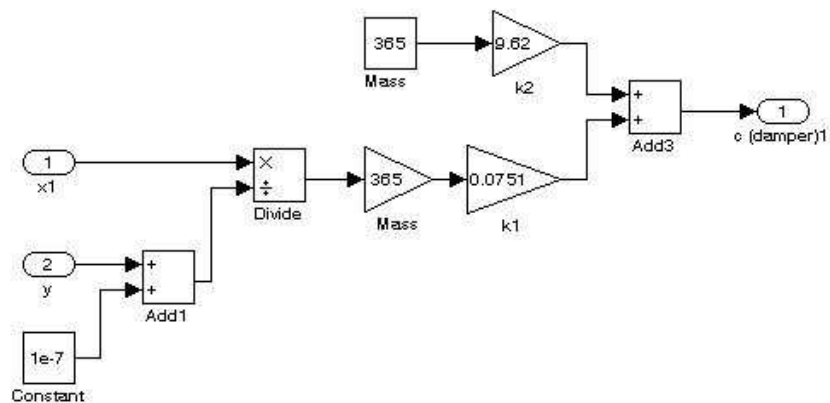 365
Mass
9.62
k2
+
+
Add3
1
c (damper)1
1
x1
×
÷
Divide
365
Mass
0.0751
k1
2
y
+
+
Add1
1e-7
Constant